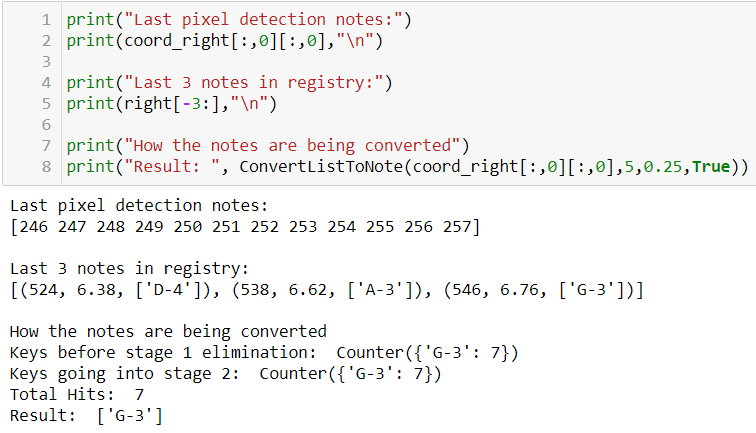 1 print("Last pixel detection notes:")
2 print(coord_right[:,0][:,0],"\n")
3
4 print("Last 3 notes in registry:")
5 print(right[-3:],"\n")
6
7 print("How the notes are being converted")
8 print("Result: ", ConvertListToNote(coord_right[:,0][:,0],5,0.25,True))
Last pixel detection notes:
[246 247 248 249 250 251 252 253 254 255 256 257]
Last 3 notes in registry:
[(524, 6.38, ['D-4']), (538, 6.62, ['A-3']), (546, 6.76, ['G-3'])]
How the notes are being converted
Keys before stage 1 elimination:  Counter({'G-3': 7})
Keys going into stage 2:  Counter({'G-3': 7})
Total Hits:  7
Result:  ['G-3']